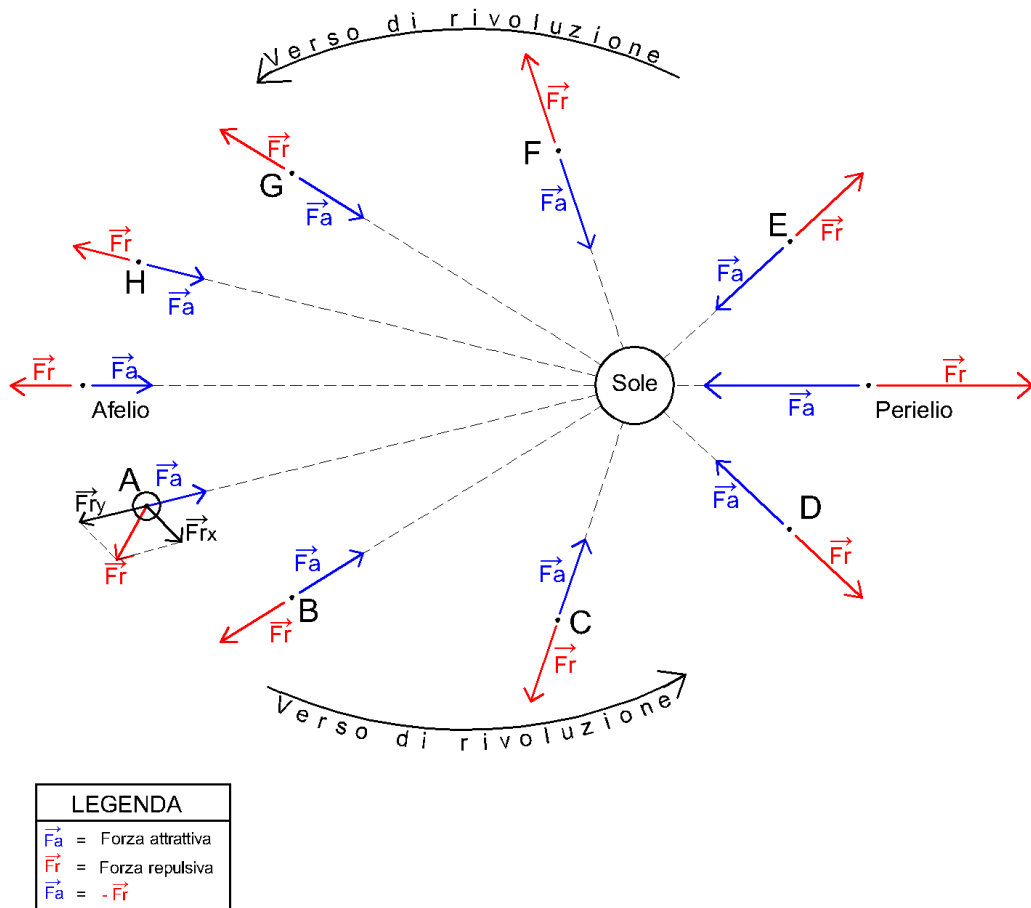 Verso di rivoluzione
Fr
F
Fa
Fr
G
Fa
E
Fr
Fa
Fr
H
Fa
Fr
Fa
Afelio
Sole
Fa
Fr
Perielio
A
Fa
Fry
Frx
Fr
Fa
D
Fr
Fa
B
Fr
Fa
C
Fr
Verso di rivoluzione
LEGENDA
Fa = Forza attrattiva
Fr = Forza repulsiva
Fa = - Fr